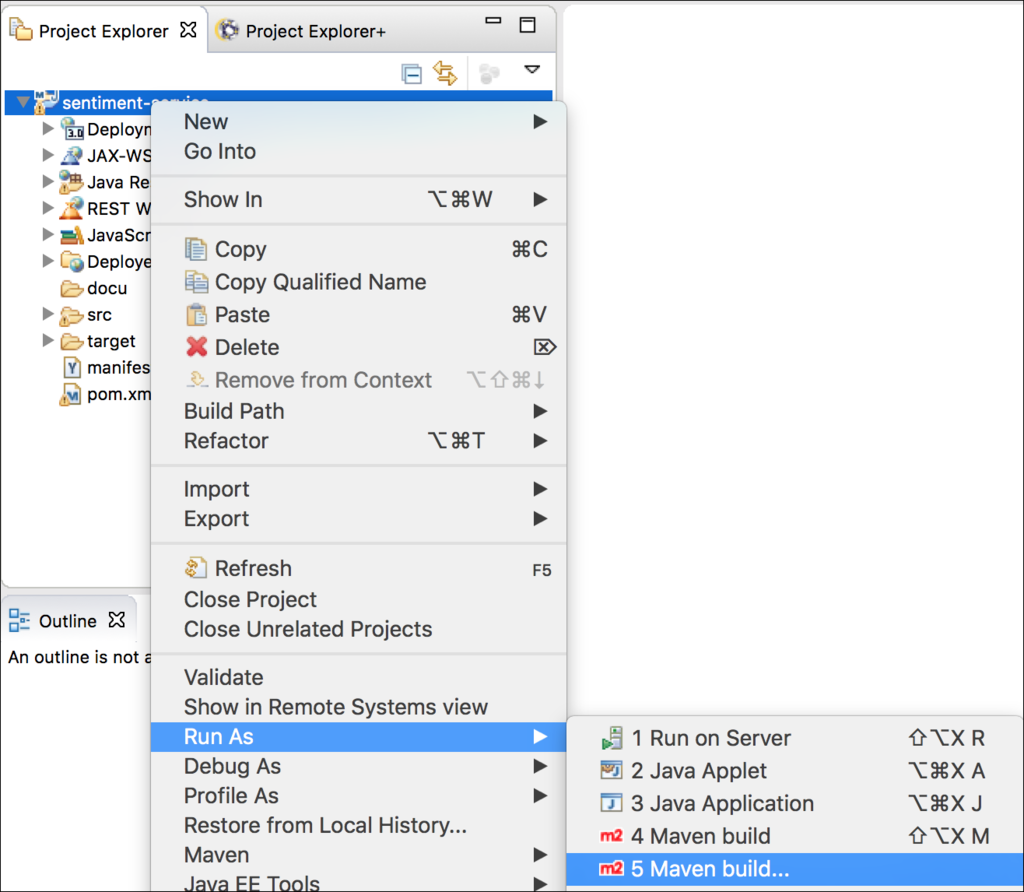 Project Explorer
Project Explorer+
sentiment-service
New
Go Into
Show In ⌥⌘W
Copy ⌘C
Copy Qualified Name
Paste ⌘V
Delete ⌦
Remove from Context ⌥⇧⌘↓
Build Path
Refactor ⌥⌘T
Import
Export
Refresh F5
Close Project
Close Unrelated Projects
Validate
Show in Remote Systems view
Run As
Debug As
Profile As
Restore from Local History...
Maven
Java EE Tools
3.0 Deployn
JAX-WS
Java Re
REST W
JavaScr
Deploye
docu
src
target
manifes
pom.xm
Outline
An outline is not a
1 Run on Server ⇧⌥X R
2 Java Applet ⌥⌘X A
3 Java Application ⌥⌘X J
m2 4 Maven build ⇧⌥X M
m2 5 Maven build...